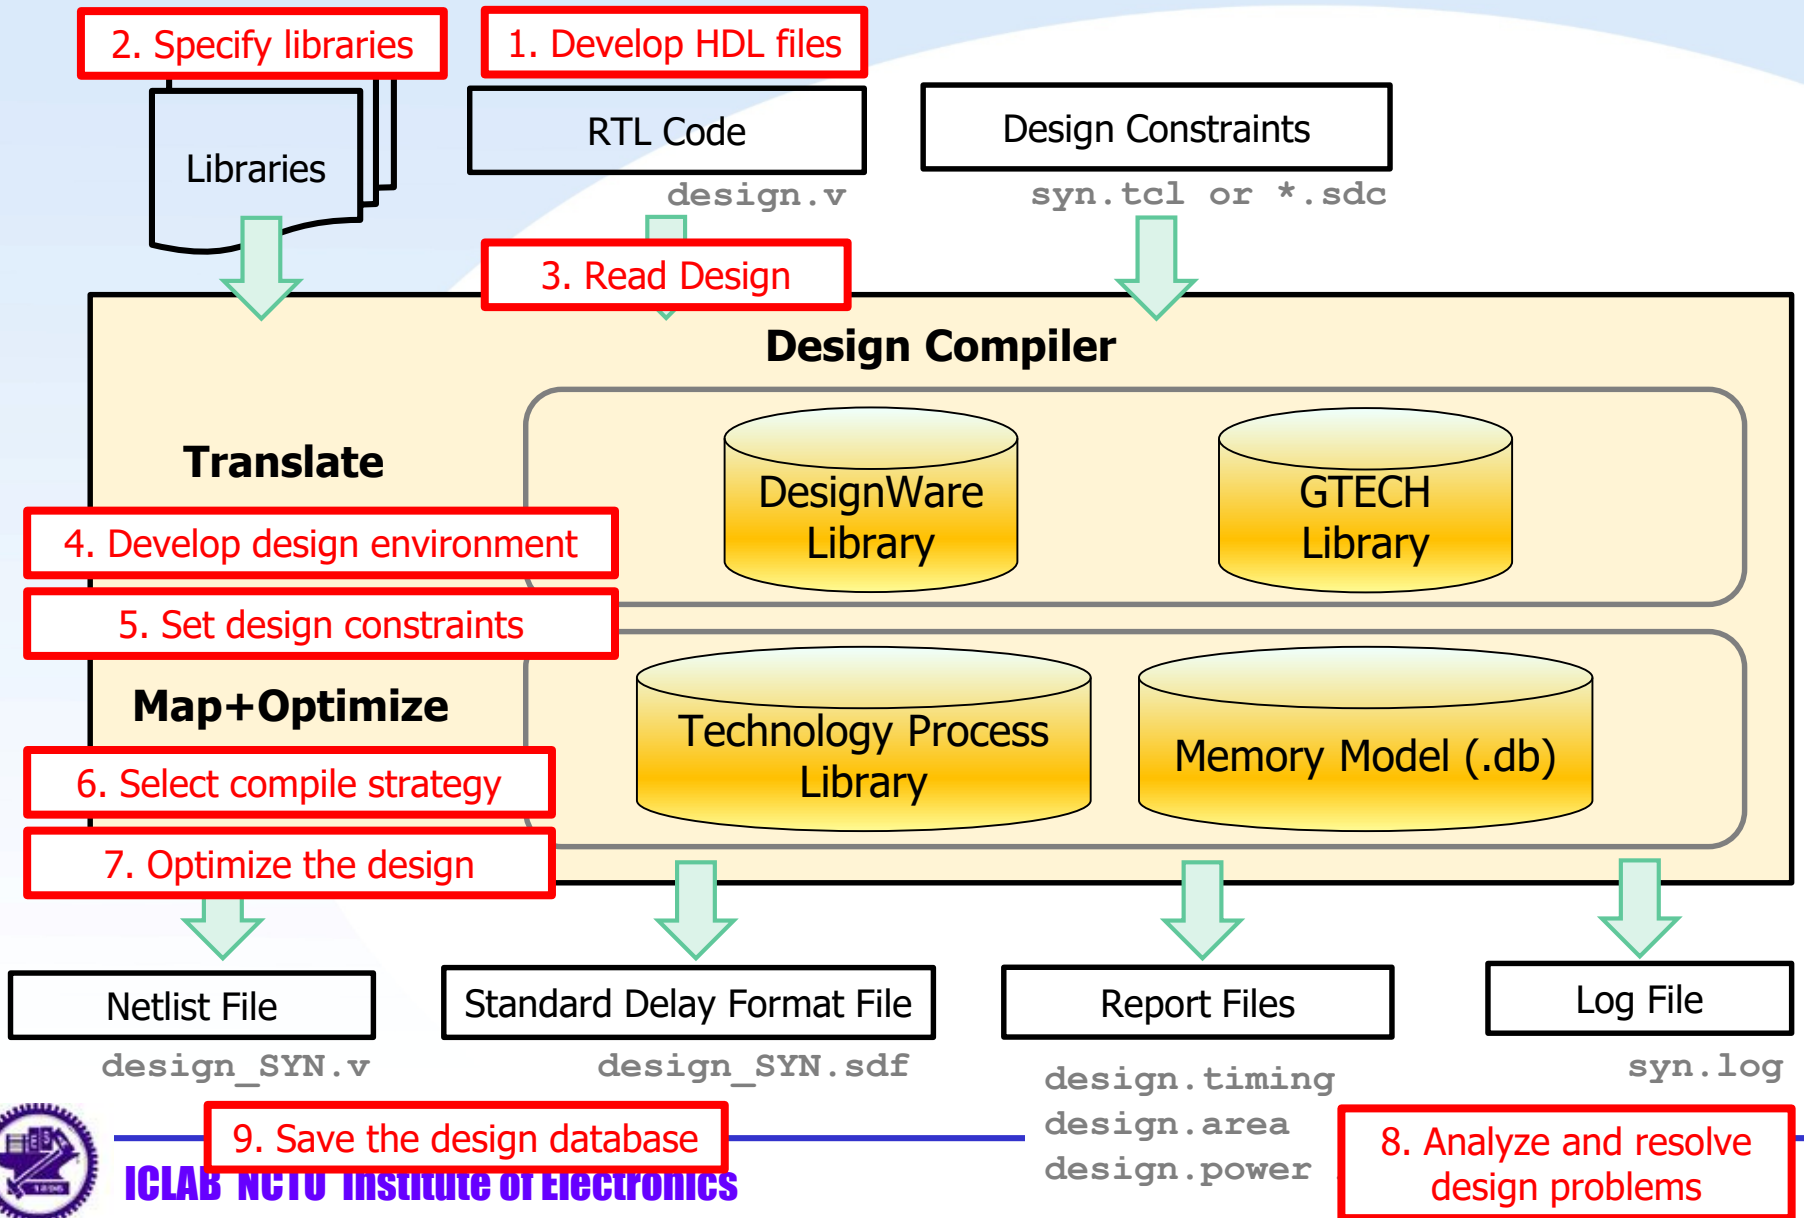 2. Specify libraries
1. Develop HDL files
Libraries
RTL Code
design.v
Design Constraints
syn.tcl or *.sdc
3. Read Design
Design Compiler
Translate
DesignWare
Library
GTECH
Library
4. Develop design environment
5. Set design constraints
Map+Optimize
Technology Process
Library
Memory Model (.db)
6. Select compile strategy
7. Optimize the design
Netlist File
design_SYN.v
Standard Delay Format File
design_SYN.sdf
Report Files
design.timing
design.area
design.power
Log File
syn.log
9. Save the design database
8. Analyze and resolve
design problems
ICLAB NCTU Institute of Electronics
1896